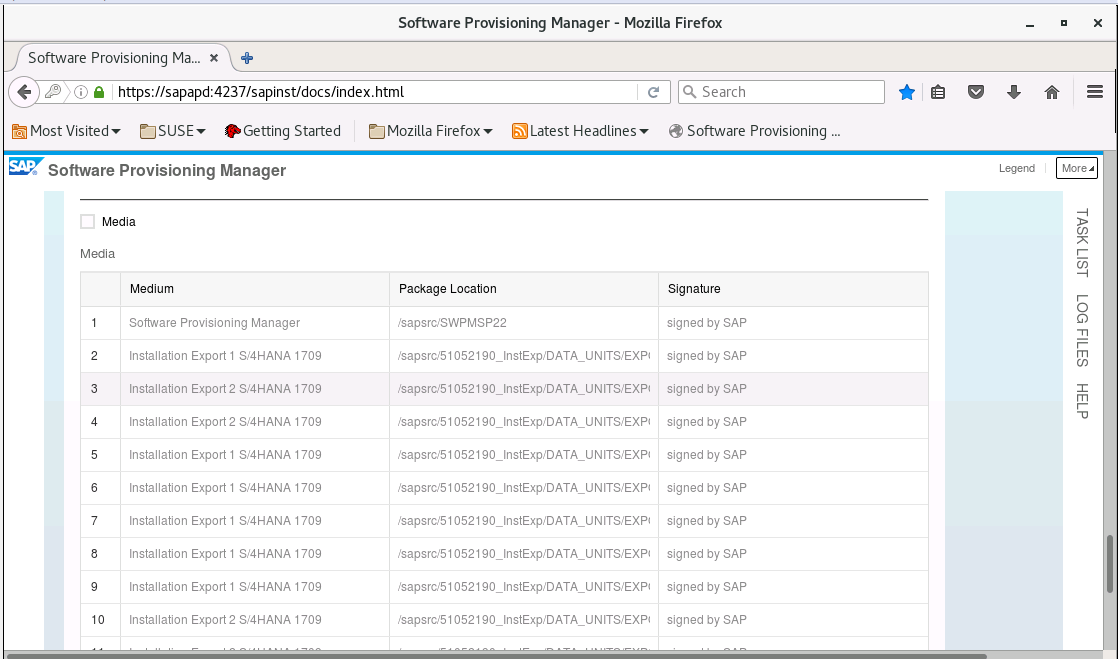 Software Provisioning Manager - Mozilla Firefox
Software Provisioning Ma...
https://sapapd:4237/sapinst/docs/index.html
Search
Most Visited SUSE Getting Started Mozilla Firefox Latest Headlines Software Provisioning ...
SAP Software Provisioning Manager Legend More
TASK LIST
LOG FILES
HELP
Media
Media
Medium Package Location Signature
1 Software Provisioning Manager /sapsrc/SWPMSP22 signed by SAP
2 Installation Export 1 S/4HANA 1709 /sapsrc/51052190_InstExp/DATA_UNITS/EXP signed by SAP
3 Installation Export 2 S/4HANA 1709 /sapsrc/51052190_InstExp/DATA_UNITS/EXP signed by SAP
4 Installation Export 2 S/4HANA 1709 /sapsrc/51052190_InstExp/DATA_UNITS/EXP signed by SAP
5 Installation Export 1 S/4HANA 1709 /sapsrc/51052190_InstExp/DATA_UNITS/EXP signed by SAP
6 Installation Export 1 S/4HANA 1709 /sapsrc/51052190_InstExp/DATA_UNITS/EXP signed by SAP
7 Installation Export 1 S/4HANA 1709 /sapsrc/51052190_InstExp/DATA_UNITS/EXP signed by SAP
8 Installation Export 1 S/4HANA 1709 /sapsrc/51052190_InstExp/DATA_UNITS/EXP signed by SAP
9 Installation Export 1 S/4HANA 1709 /sapsrc/51052190_InstExp/DATA_UNITS/EXP signed by SAP
10 Installation Export 2 S/4HANA 1709 /sapsrc/51052190_InstExp/DATA_UNITS/EXP signed by SAP